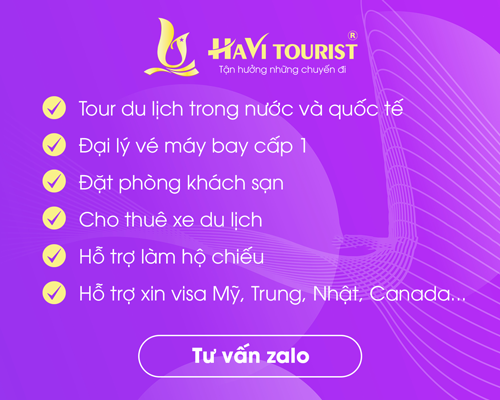 HAVI TOURIST®
Tận hưởng những chuyến đi
Tour du lịch trong nước và quốc tế
Đại lý vé máy bay cấp 1
Đặt phòng khách sạn
Cho thuê xe du lịch
Hỗ trợ làm hộ chiếu
Hỗ trợ xin visa Mỹ, Trung, Nhật, Canada...
Tư vấn zalo